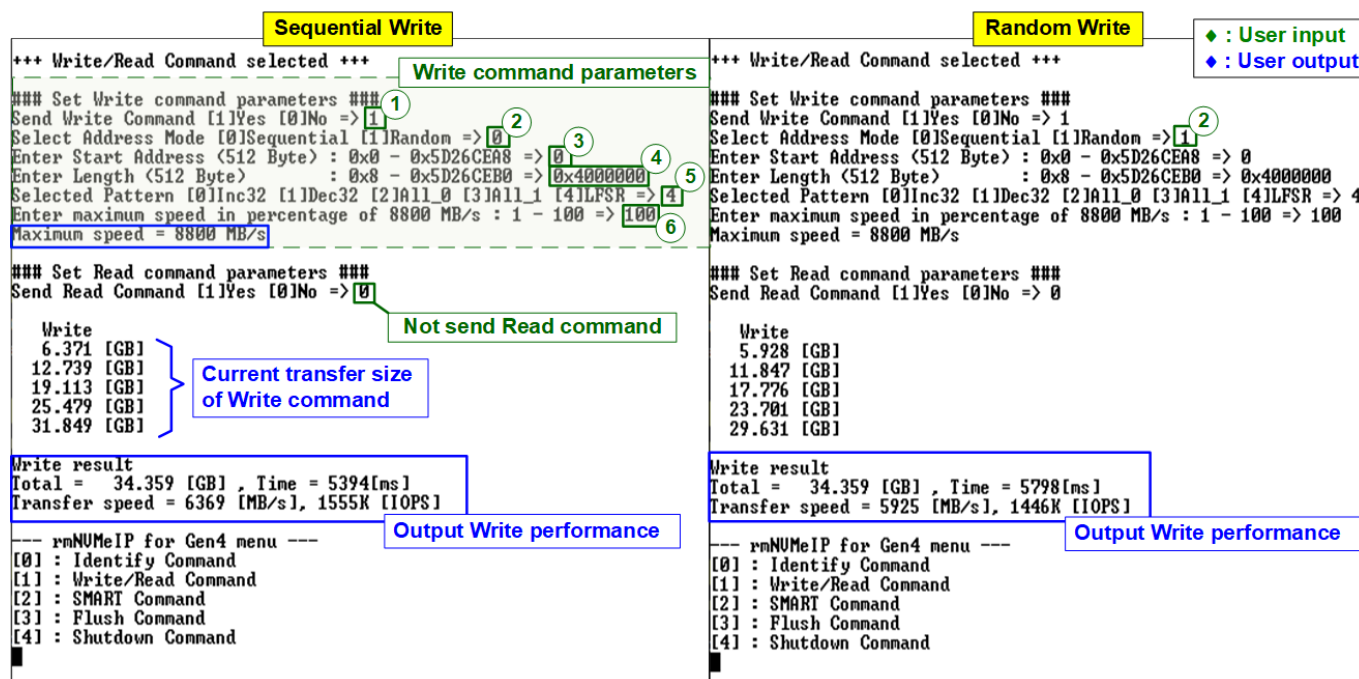 Sequential Write
+++ Write/Read Command selected +++
Write command parameters
### Set Write command parameters ###
1
Send Write Command [1]Yes [0]No => 1
2
Select Address Mode [0]Sequential [1]Random => 0
3
Enter Start Address (512 Byte) : 0x0 - 0x5D26CEA8 => 0
4
Enter Length (512 Byte) : 0x8 - 0x5D26CEB0 => 0x4000000
5
Selected Pattern [0]Inc32 [1]Dec32 [2]All_0 [3]All_1 [4]LFSR => 4
Enter maximum speed in percentage of 8800 MB/s : 1 - 100 => 100
6
Maximum speed = 8800 MB/s
### Set Read command parameters ###
Send Read Command [1]Yes [0]No => 0
Not send Read command
Write
6.371 [GB]
12.739 [GB]
19.113 [GB]
25.479 [GB]
31.849 [GB]
Current transfer size
of Write command
Write result
Total = 34.359 [GB] , Time = 5394[ms]
Transfer speed = 6369 [MB/s], 1555K [IOPS]
Output Write performance
--- rmNVMeIP for Gen4 menu ---
[0] : Identify Command
[1] : Write/Read Command
[2] : SMART Command
[3] : Flush Command
[4] : Shutdown Command
Random Write
♦ : User input
♦ : User output
+++ Write/Read Command selected +++
### Set Write command parameters ###
Send Write Command [1]Yes [0]No => 1
2
Select Address Mode [0]Sequential [1]Random => 1
Enter Start Address (512 Byte) : 0x0 - 0x5D26CEA8 => 0
Enter Length (512 Byte) : 0x8 - 0x5D26CEB0 => 0x4000000
Selected Pattern [0]Inc32 [1]Dec32 [2]All_0 [3]All_1 [4]LFSR => 4
Enter maximum speed in percentage of 8800 MB/s : 1 - 100 => 100
Maximum speed = 8800 MB/s
### Set Read command parameters ###
Send Read Command [1]Yes [0]No => 0
Write
5.928 [GB]
11.847 [GB]
17.776 [GB]
23.701 [GB]
29.631 [GB]
Write result
Total = 34.359 [GB] , Time = 5798[ms]
Transfer speed = 5925 [MB/s], 1446K [IOPS]
Output Write performance
--- rmNVMeIP for Gen4 menu ---
[0] : Identify Command
[1] : Write/Read Command
[2] : SMART Command
[3] : Flush Command
[4] : Shutdown Command